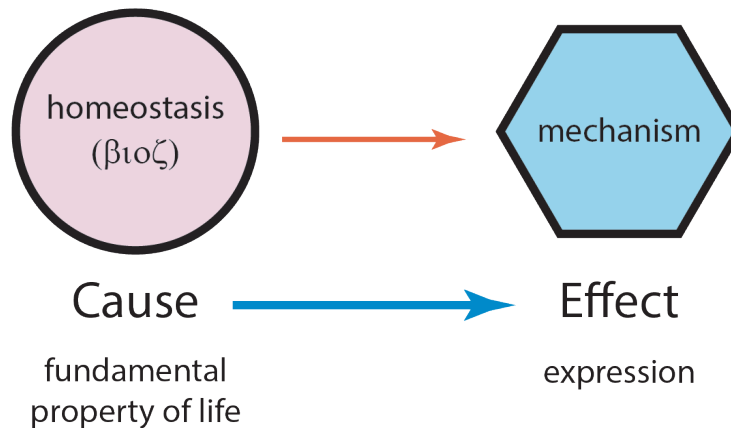 homeostasis
(βιοζ)
mechanism
Cause
Effect
fundamental
property of life
expression